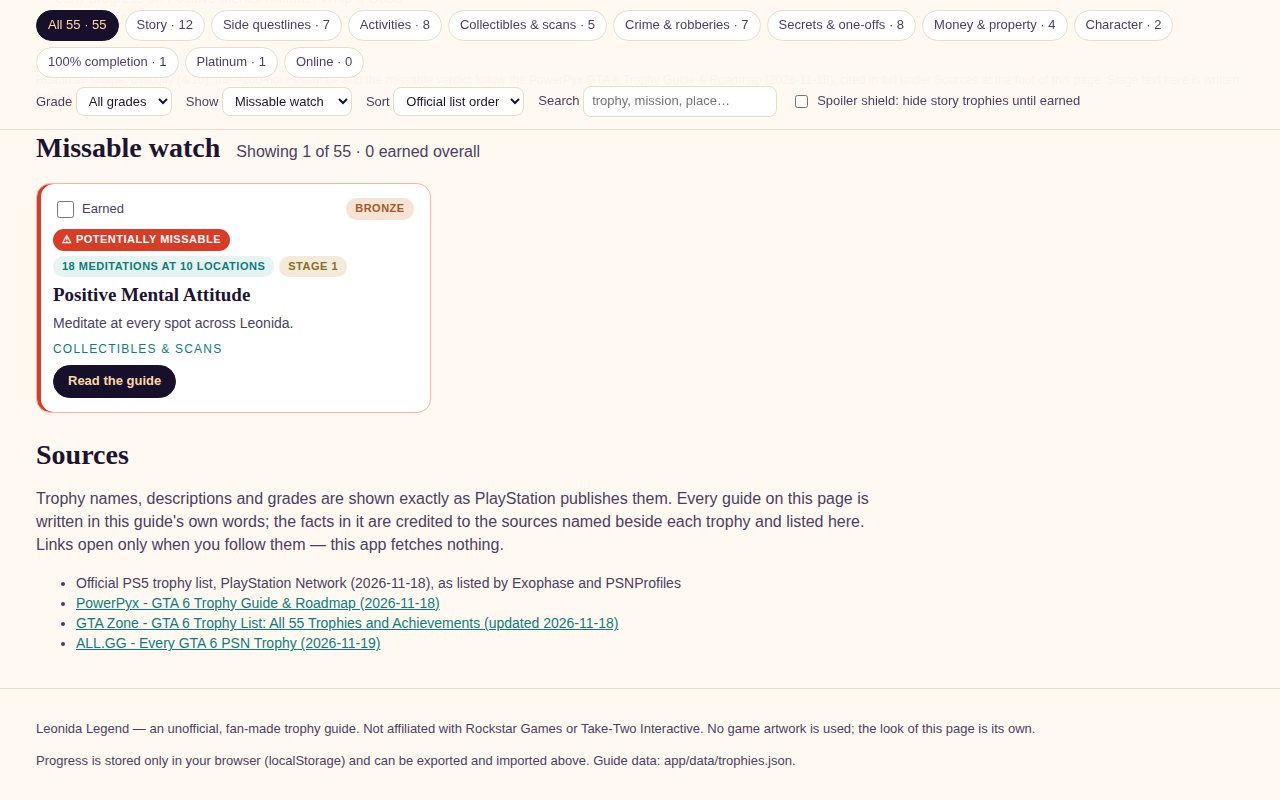 All 55 · 55 Story · 12 Side questlines · 7 Activities · 8 Collectibles & scans · 5 Crime & robberies · 7 Secrets & one-offs · 8 Money & property · 4 Character · 2
100% completion · 1 Platinum · 1 Online · 0
Grade All grades Show Missable watch Sort Official list order Search trophy, mission, place… Spoiler shield: hide story trophies until earned
Missable watch Showing 1 of 55 · 0 earned overall
Earned BRONZE
⚠ POTENTIALLY MISSABLE
18 MEDITATIONS AT 10 LOCATIONS STAGE 1
Positive Mental Attitude
Meditate at every spot across Leonida.
COLLECTIBLES & SCANS
Read the guide
Sources
Trophy names, descriptions and grades are shown exactly as PlayStation publishes them. Every guide on this page is
written in this guide's own words; the facts in it are credited to the sources named beside each trophy and listed here.
Links open only when you follow them — this app fetches nothing.
• Official PS5 trophy list, PlayStation Network (2026-11-18), as listed by Exophase and PSNProfiles
• PowerPyx - GTA 6 Trophy Guide & Roadmap (2026-11-18)
• GTA Zone - GTA 6 Trophy List: All 55 Trophies and Achievements (updated 2026-11-18)
• ALL.GG - Every GTA 6 PSN Trophy (2026-11-19)
Leonida Legend — an unofficial, fan-made trophy guide. Not affiliated with Rockstar Games or Take-Two Interactive. No game artwork is used; the look of this page is its own.
Progress is stored only in your browser (localStorage) and can be exported and imported above. Guide data: app/data/trophies.json.